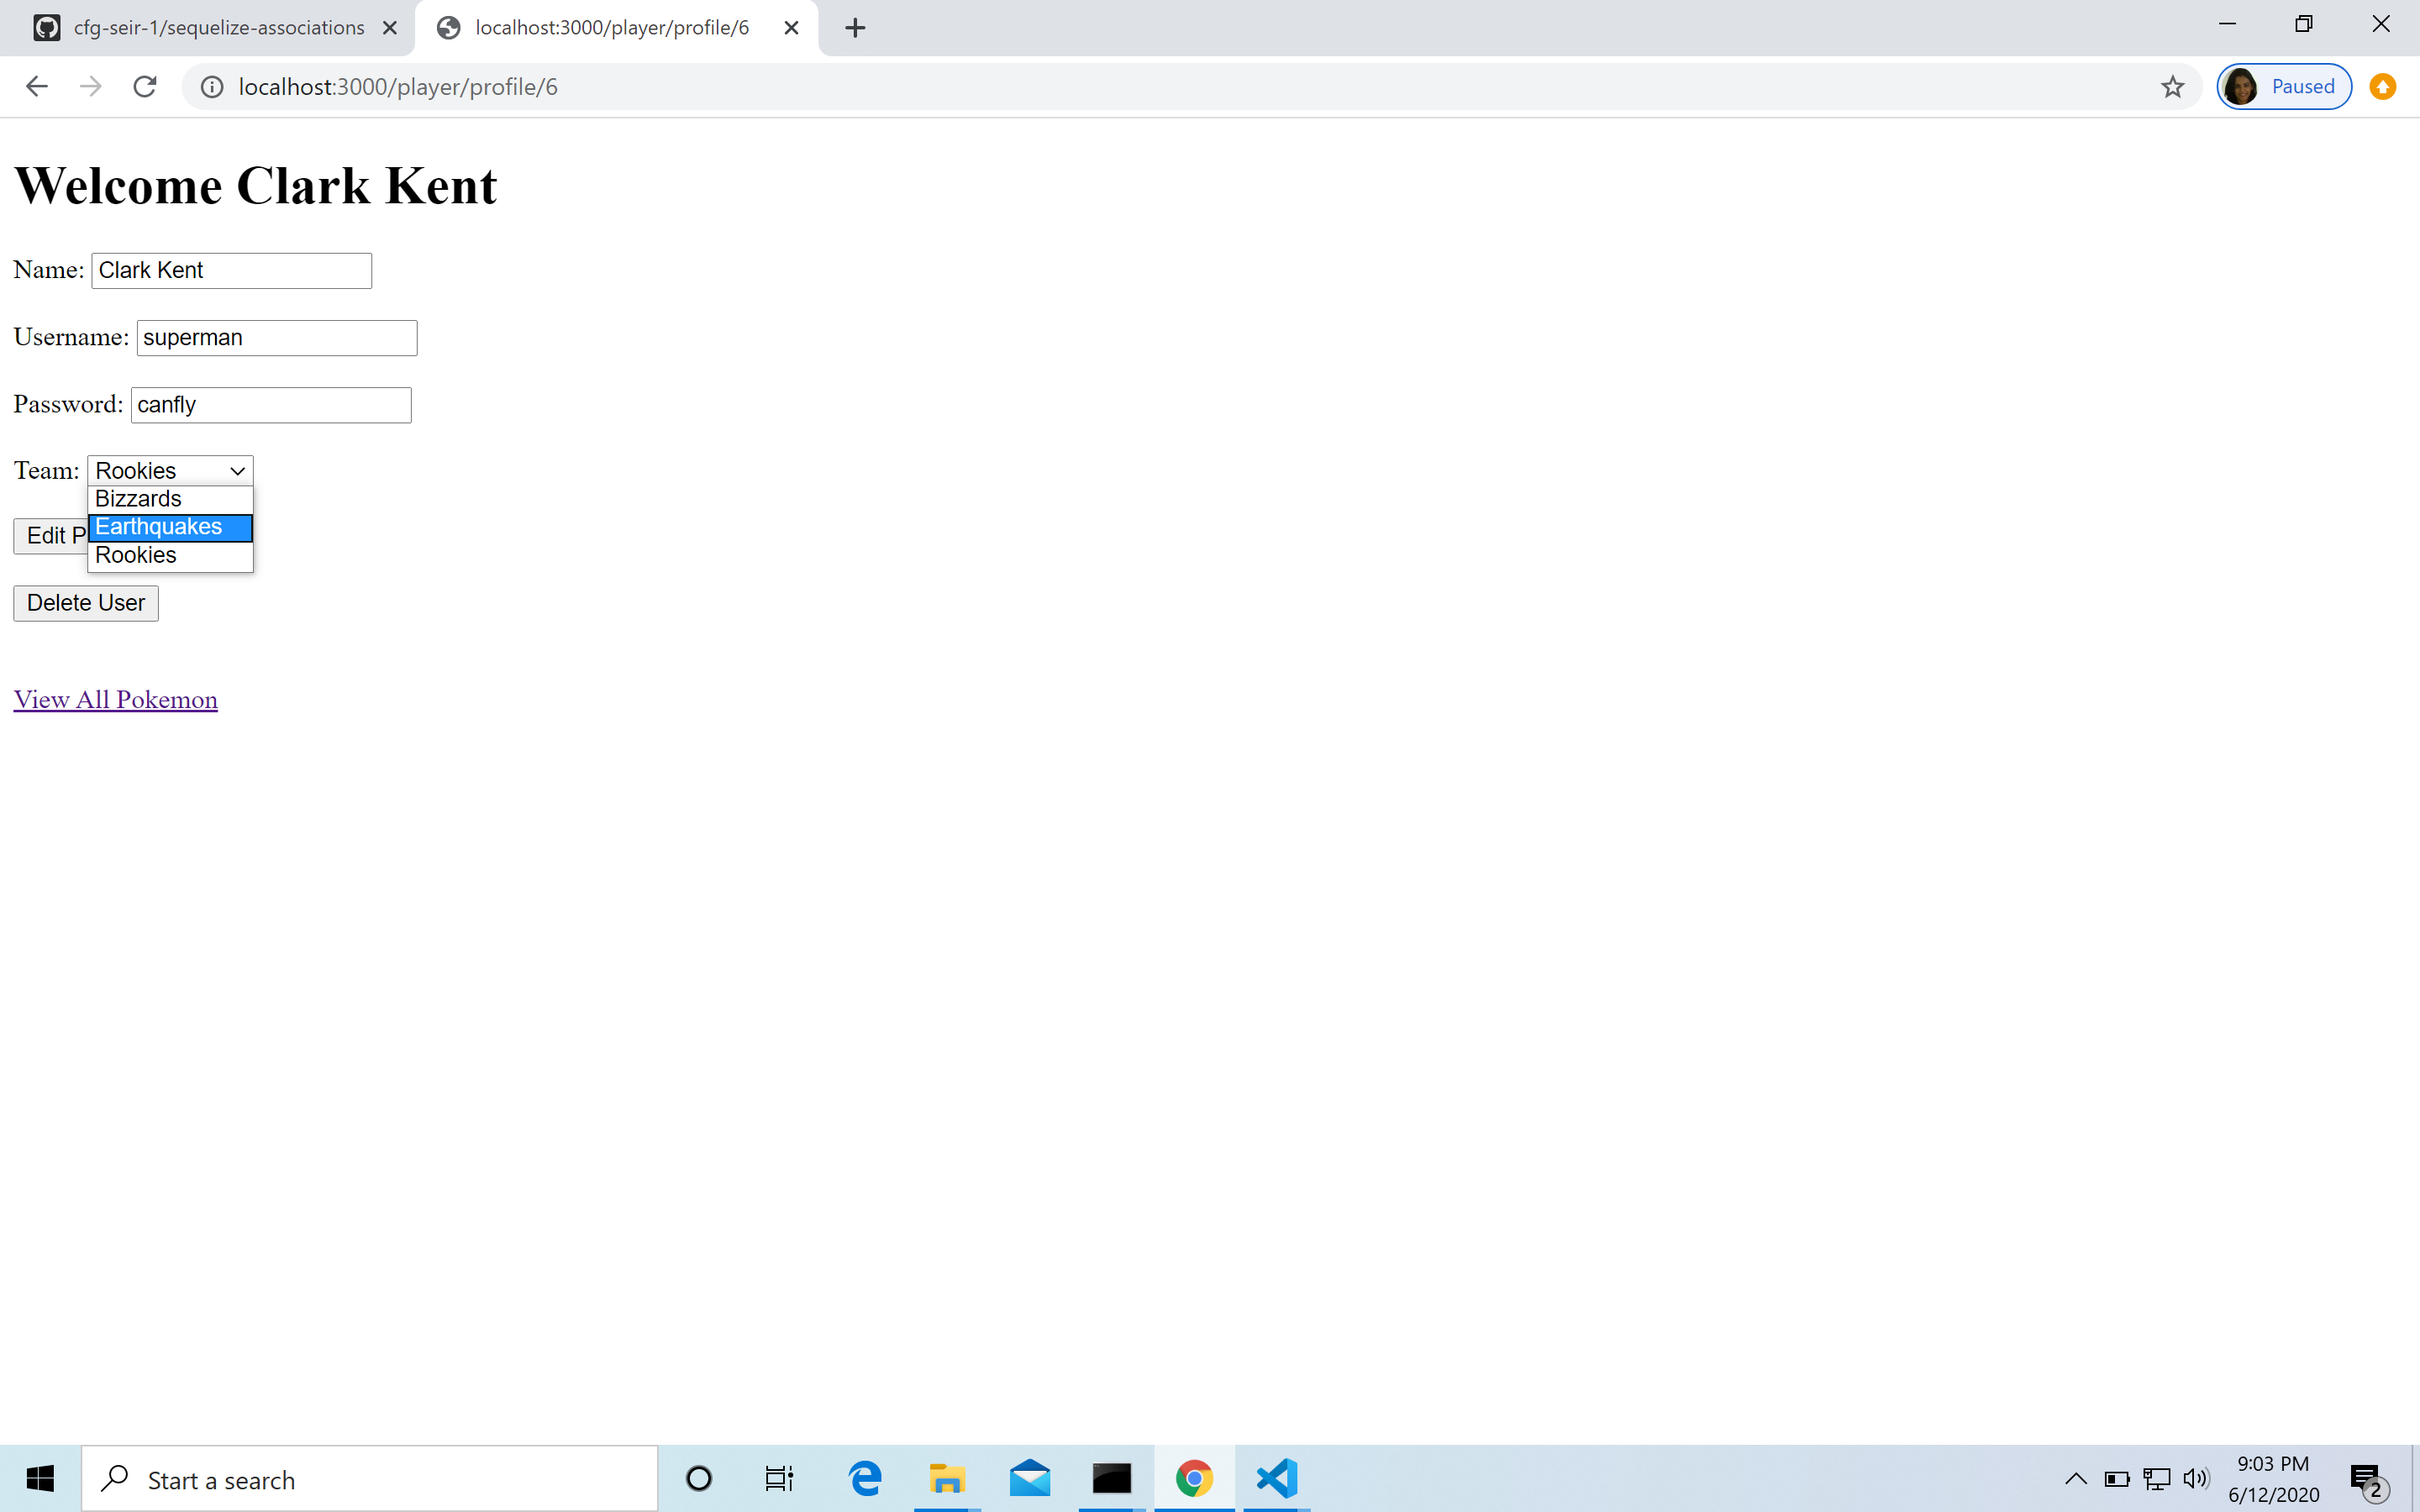 cfg-seir-1/sequelize-associations
localhost:3000/player/profile/6
localhost:3000/player/profile/6
Paused
Welcome Clark Kent
Name: Clark Kent
Username: superman
Password: canfly
Team: Rookies
Bizzards
Earthquakes
Edit P
Rookies
Delete User
View All Pokemon
Start a search
9:03 PM
6/12/2020
2